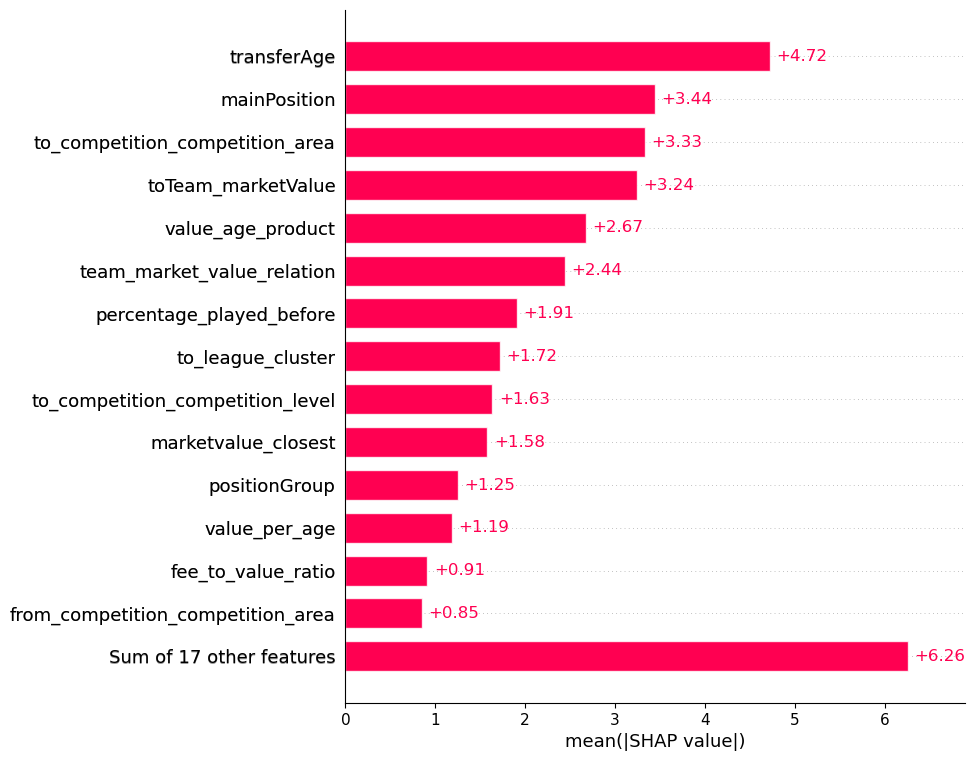 transferAge +4.72
mainPosition +3.44
to_competition_competition_area +3.33
toTeam_marketValue +3.24
value_age_product +2.67
team_market_value_relation +2.44
percentage_played_before +1.91
to_league_cluster +1.72
to_competition_competition_level +1.63
marketvalue_closest +1.58
positionGroup +1.25
value_per_age +1.19
fee_to_value_ratio +0.91
from_competition_competition_area +0.85
Sum of 17 other features +6.26
0 1 2 3 4 5 6
mean(|SHAP value|)